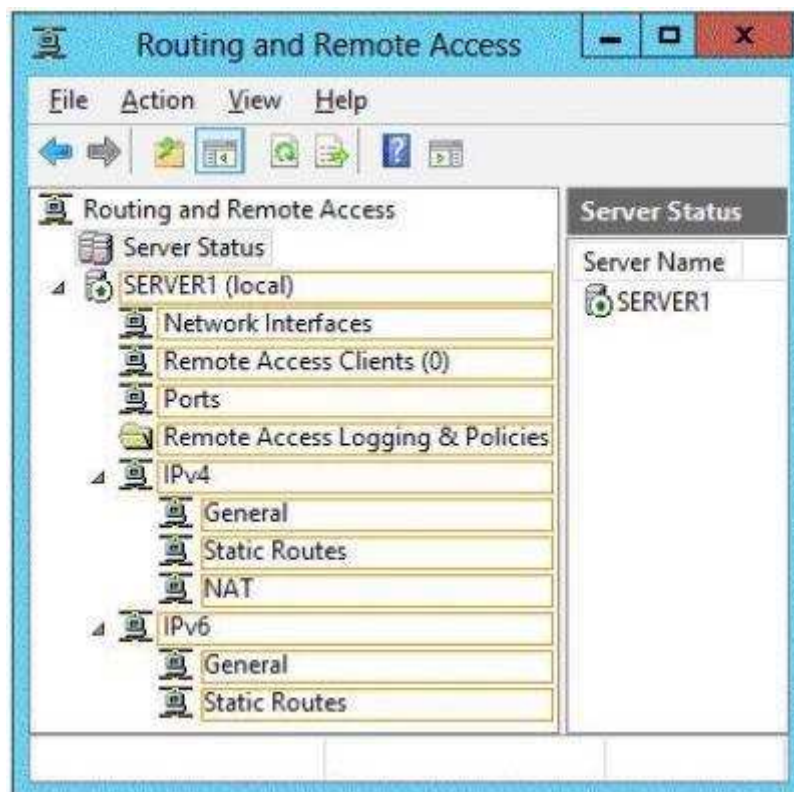 Routing and Remote Access
File Action View Help
Routing and Remote Access
Server Status
SERVER1 (local)
Network Interfaces
Remote Access Clients (0)
Ports
Remote Access Logging & Policies
IPv4
General
Static Routes
NAT
IPv6
General
Static Routes
Server Status
Server Name
SERVER1